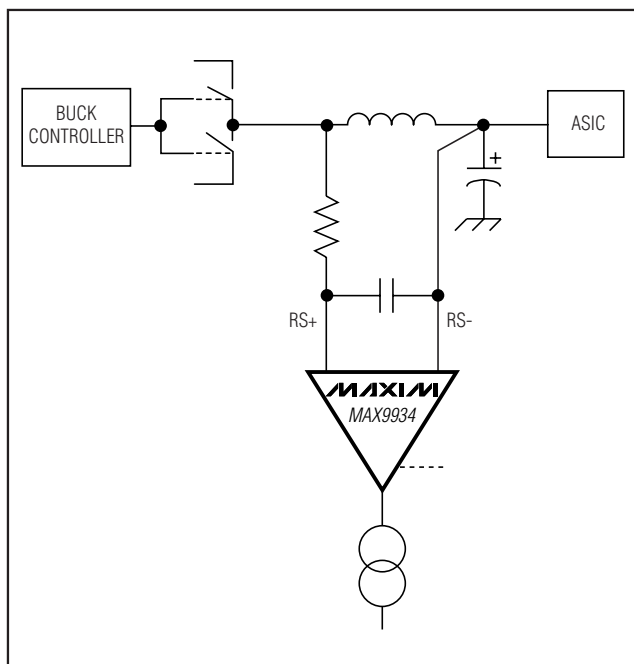 BUCK
CONTROLLER
ASIC
+
RS+
RS-
MAXIM
MAX9934